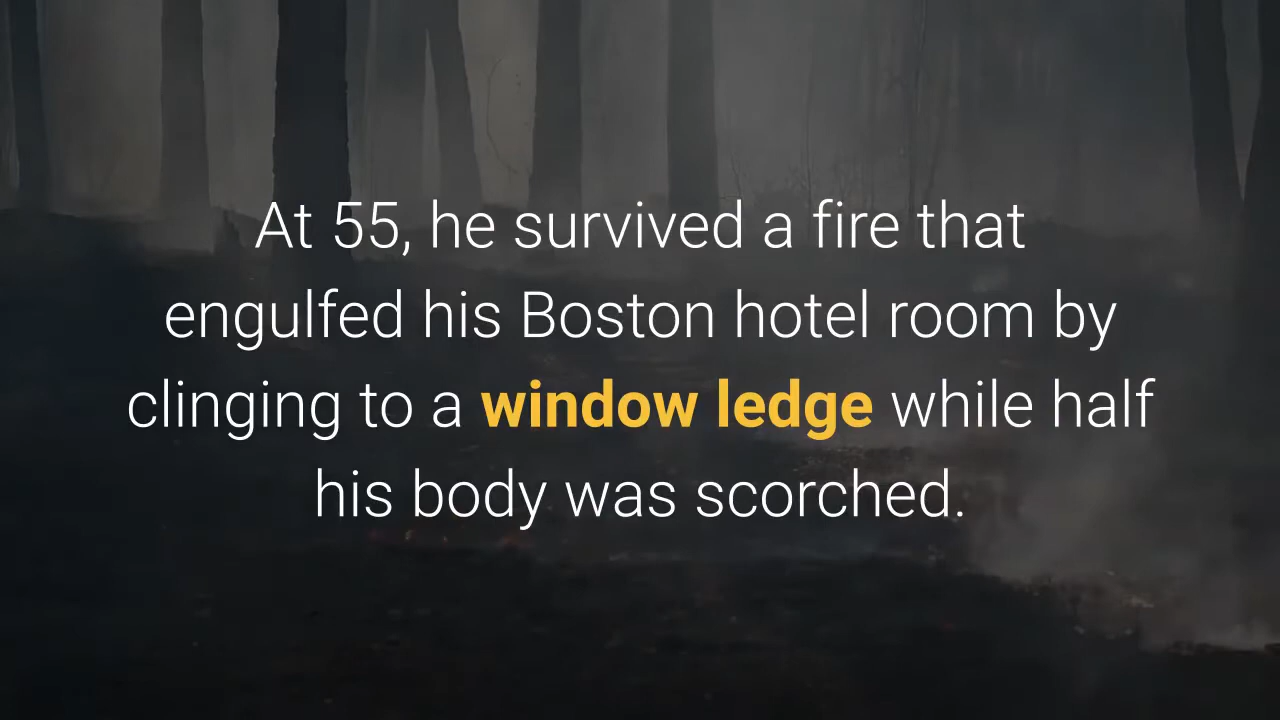 At 55, he survived a fire that
engulfed his Boston hotel room by
clinging to a window ledge while half
his body was scorched.